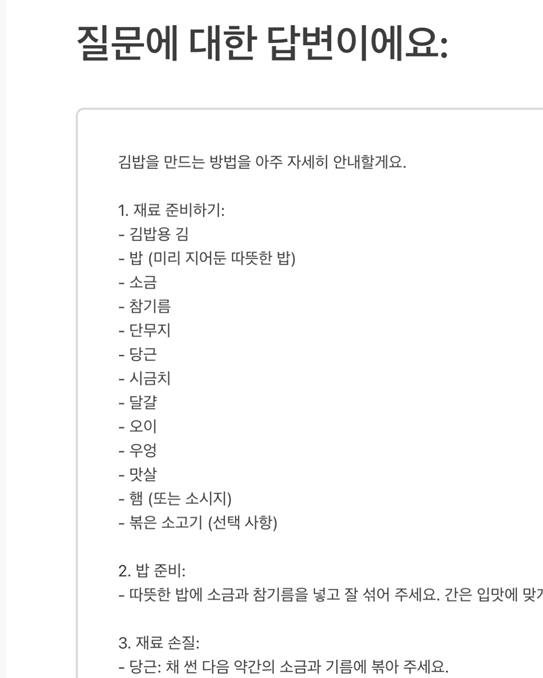 질문에 대한 답변이에요:
김밥을 만드는 방법을 아주 자세히 안내할게요.
1. 재료 준비하기:
- 김밥용 김
- 밥 (미리 지어둔 따뜻한 밥)
- 소금
- 참기름
- 단무지
- 당근
- 시금치
- 달걀
- 오이
- 우엉
- 맛살
- 햄 (또는 소시지)
- 볶은 소고기 (선택 사항)
2. 밥 준비:
- 따뜻한 밥에 소금과 참기름을 넣고 잘 섞어 주세요. 간은 입맛에
3. 재료 손질:
- 당근: 채 썬 다음 약간의 소금과 기름에 볶아 주세요.